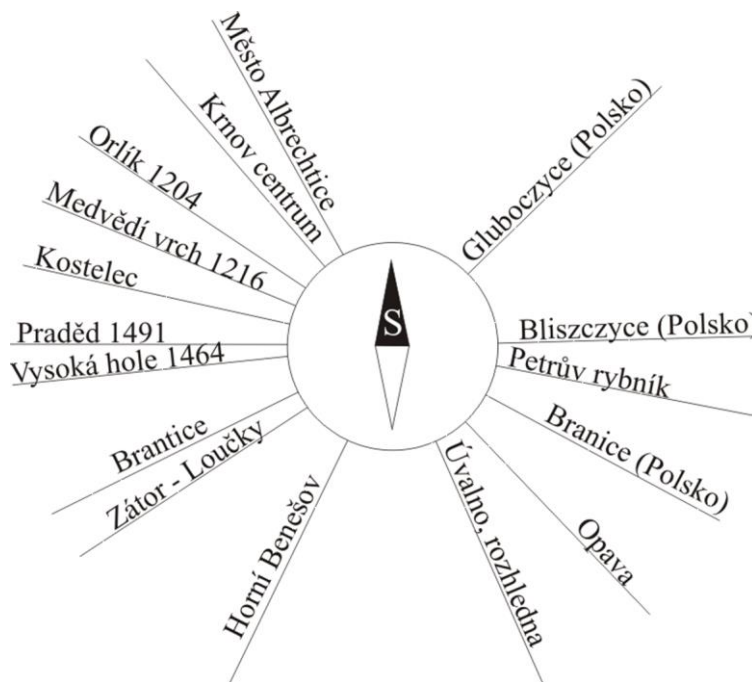 Město Albrechtice
Krnov centrum
Orlík 1204
Medvědí vrch 1216
Kostelec
Praděd 1491
Vysoká hole 1464
Brantice
Zátor - Loučky
Horní Benešov
Úvalno, rozhledna
Opava
Branice (Polsko)
Petrův rybník
Bliszczyce (Polsko)
Gluboczyce (Polsko)
S